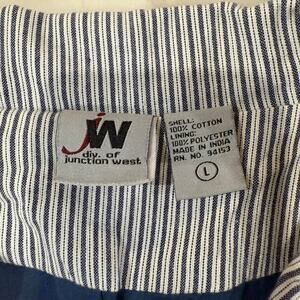 jW
div. of
junction west
SHELL:
100% COTTON
LINING:
100% POLYESTER
MADE IN INDIA
RN. NO. 94153
L